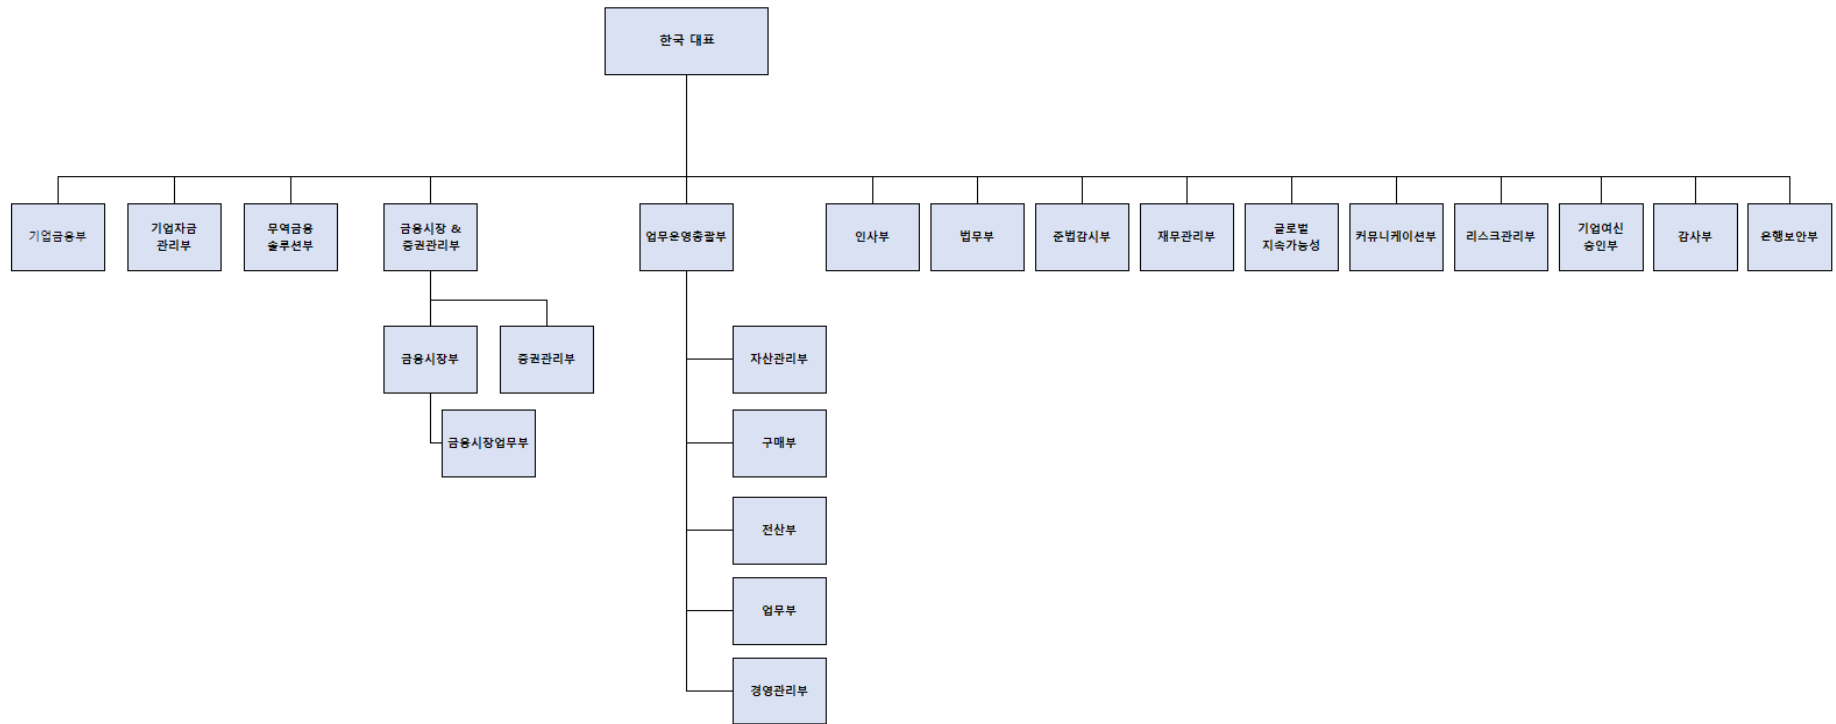 한국 대표
기업금융부
기업자금
관리부
무역금융
솔루션부
금융시장 &
증권관리부
업무운영총괄부
인사부
법무부
준법감시부
재무관리부
글로벌
지속가능성
커뮤니케이션부
리스크관리부
기업여신
승인부
감사부
은행보안부
금융시장부
증권관리부
자산관리부
금융시장업무부
구매부
전산부
업무부
경영관리부